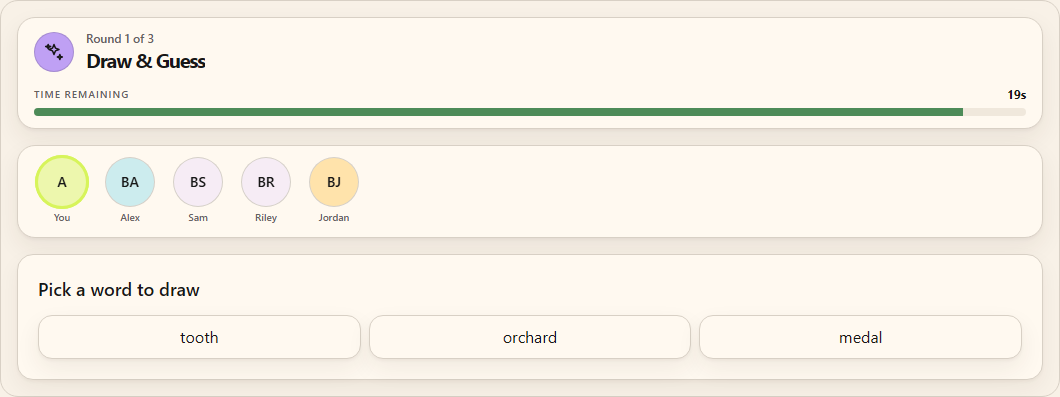 Round 1 of 3
Draw & Guess
TIME REMAINING 19s
A BA BS BR BJ
You Alex Sam Riley Jordan
Pick a word to draw
tooth orchard medal